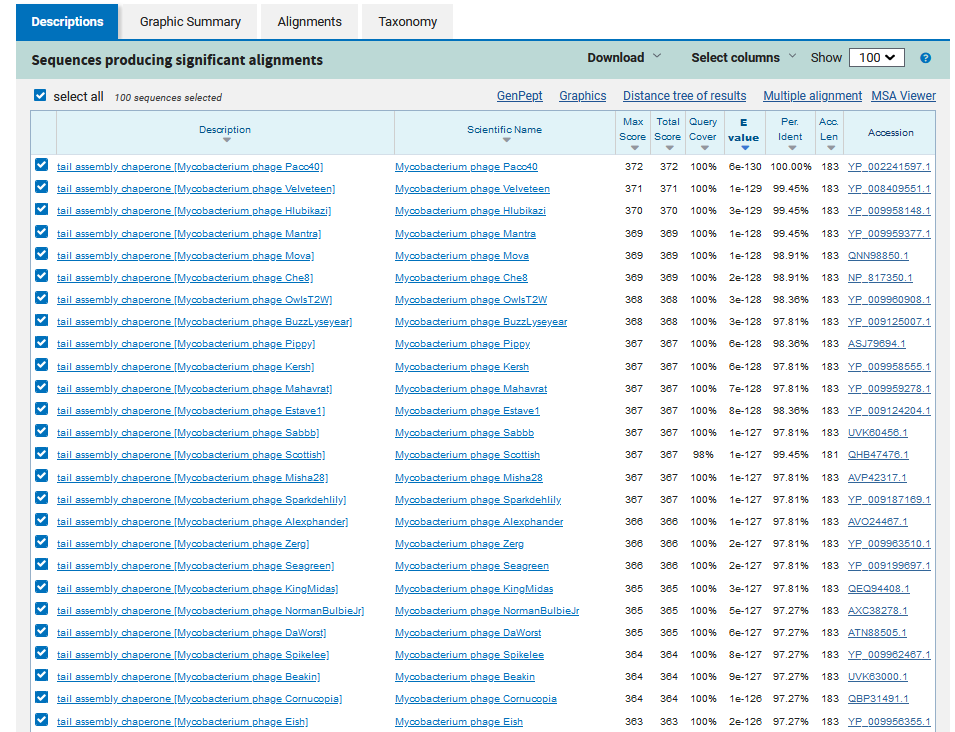 Descriptions Graphic Summary Alignments Taxonomy
Sequences producing significant alignments Download Select columns Show 100 ?
select all 100 sequences selected GenPept Graphics Distance tree of results Multiple alignment MSA Viewer
Description Scientific Name Max Score Total Score Query Cover E value Per. Ident Acc. Len Accession
tail assembly chaperone [Mycobacterium phage Paco40] Mycobacterium phage Paco40 372 372 100% 6e-130 100.00% 183 YP_002241597.1
tail assembly chaperone [Mycobacterium phage Velveteen] Mycobacterium phage Velveteen 371 371 100% 1e-129 99.45% 183 YP_008409551.1
tail assembly chaperone [Mycobacterium phage Hlubikazi] Mycobacterium phage Hlubikazi 370 370 100% 3e-129 99.45% 183 YP_009958148.1
tail assembly chaperone [Mycobacterium phage Mantra] Mycobacterium phage Mantra 369 369 100% 1e-128 99.45% 183 YP_009959377.1
tail assembly chaperone [Mycobacterium phage Mova] Mycobacterium phage Mova 369 369 100% 1e-128 98.91% 183 QNN98850.1
tail assembly chaperone [Mycobacterium phage Che8] Mycobacterium phage Che8 369 369 100% 2e-128 98.91% 183 NP_817350.1
tail assembly chaperone [Mycobacterium phage OwlsT2W] Mycobacterium phage OwlsT2W 368 368 100% 3e-128 98.36% 183 YP_009960908.1
tail assembly chaperone [Mycobacterium phage BuzzLyseyear] Mycobacterium phage BuzzLyseyear 368 368 100% 3e-128 97.81% 183 YP_009125007.1
tail assembly chaperone [Mycobacterium phage Pippy] Mycobacterium phage Pippy 367 367 100% 6e-128 98.36% 183 ASJ79694.1
tail assembly chaperone [Mycobacterium phage Kersh] Mycobacterium phage Kersh 367 367 100% 6e-128 97.81% 183 YP_009958555.1
tail assembly chaperone [Mycobacterium phage Mahavrat] Mycobacterium phage Mahavrat 367 367 100% 7e-128 97.81% 183 YP_009959278.1
tail assembly chaperone [Mycobacterium phage Estave1] Mycobacterium phage Estave1 367 367 100% 8e-128 98.36% 183 YP_009124204.1
tail assembly chaperone [Mycobacterium phage Sabbb] Mycobacterium phage Sabbb 367 367 100% 1e-127 97.81% 183 UVK60456.1
tail assembly chaperone [Mycobacterium phage Scottish] Mycobacterium phage Scottish 367 367 98% 1e-127 99.45% 181 QHB47476.1
tail assembly chaperone [Mycobacterium phage Misha28] Mycobacterium phage Misha28 367 367 100% 1e-127 97.81% 183 AVP42317.1
tail assembly chaperone [Mycobacterium phage Sparkdehlily] Mycobacterium phage Sparkdehlily 367 367 100% 1e-127 97.81% 183 YP_009187169.1
tail assembly chaperone [Mycobacterium phage Alexphander] Mycobacterium phage Alexphander 366 366 100% 1e-127 97.81% 183 AVO24467.1
tail assembly chaperone [Mycobacterium phage Zerg] Mycobacterium phage Zerg 366 366 100% 2e-127 97.81% 183 YP_009963510.1
tail assembly chaperone [Mycobacterium phage Seagreen] Mycobacterium phage Seagreen 366 366 100% 2e-127 97.81% 183 YP_009199697.1
tail assembly chaperone [Mycobacterium phage KingMidas] Mycobacterium phage KingMidas 365 365 100% 3e-127 97.81% 183 QEQ94408.1
tail assembly chaperone [Mycobacterium phage NormanBulbieJr] Mycobacterium phage NormanBulbieJr 365 365 100% 5e-127 97.27% 183 AXC38278.1
tail assembly chaperone [Mycobacterium phage DaWorst] Mycobacterium phage DaWorst 365 365 100% 6e-127 97.27% 183 ATN88505.1
tail assembly chaperone [Mycobacterium phage Spikelee] Mycobacterium phage Spikelee 364 364 100% 8e-127 97.27% 183 YP_009962467.1
tail assembly chaperone [Mycobacterium phage Beakin] Mycobacterium phage Beakin 364 364 100% 9e-127 97.27% 183 UVK63000.1
tail assembly chaperone [Mycobacterium phage Cornucopia] Mycobacterium phage Cornucopia 364 364 100% 1e-126 97.27% 183 QBP31491.1
tail assembly chaperone [Mycobacterium phage Eish] Mycobacterium phage Eish 363 363 100% 2e-126 97.27% 183 YP_009956355.1